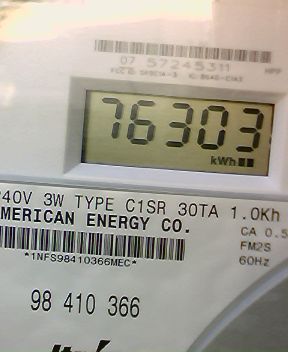 07 57245311
76303
kWh
240V 3W TYPE C1SR 30TA 1.0Kh
AMERICAN ENERGY CO.
CA 0.5
FM2S
60Hz
*1NFS98410366MEC*
98 410 366